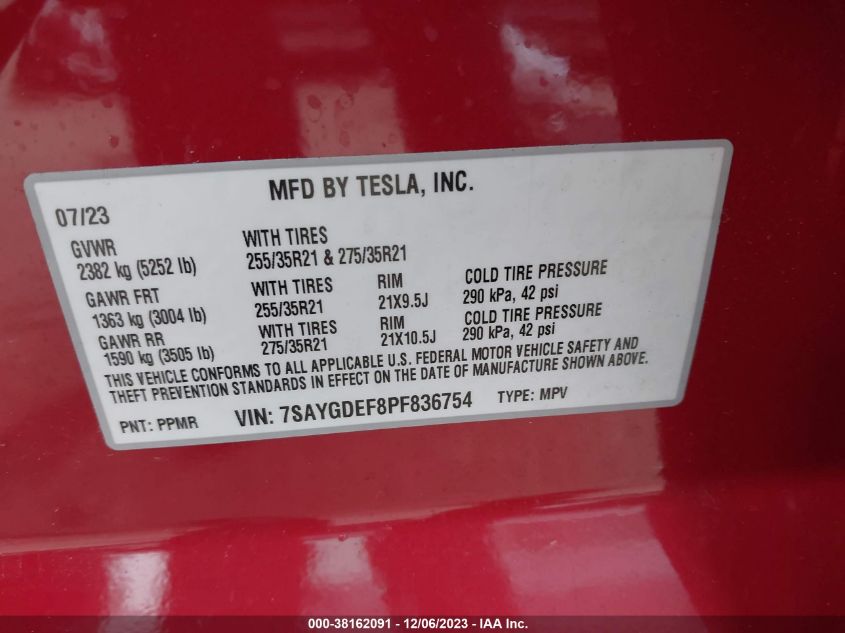 MFD BY TESLA, INC.
07/23
GVWR
2382 kg (5252 lb)
WITH TIRES
255/35R21 & 275/35R21
GAWR FRT
1363 kg (3004 lb)
WITH TIRES
255/35R21
RIM
21X9.5J
COLD TIRE PRESSURE
290 kPa, 42 psi
GAWR RR
1590 kg (3505 lb)
WITH TIRES
275/35R21
RIM
21X10.5J
COLD TIRE PRESSURE
290 kPa, 42 psi
THIS VEHICLE CONFORMS TO ALL APPLICABLE U.S. FEDERAL MOTOR VEHICLE SAFETY AND
THEFT PREVENTION STANDARDS IN EFFECT ON THE DATE OF MANUFACTURE SHOWN ABOVE.
PNT: PPMR VIN: 7SAYGDEF8PF836754 TYPE: MPV
000-38162091 - 12/06/2023 - IAA Inc.